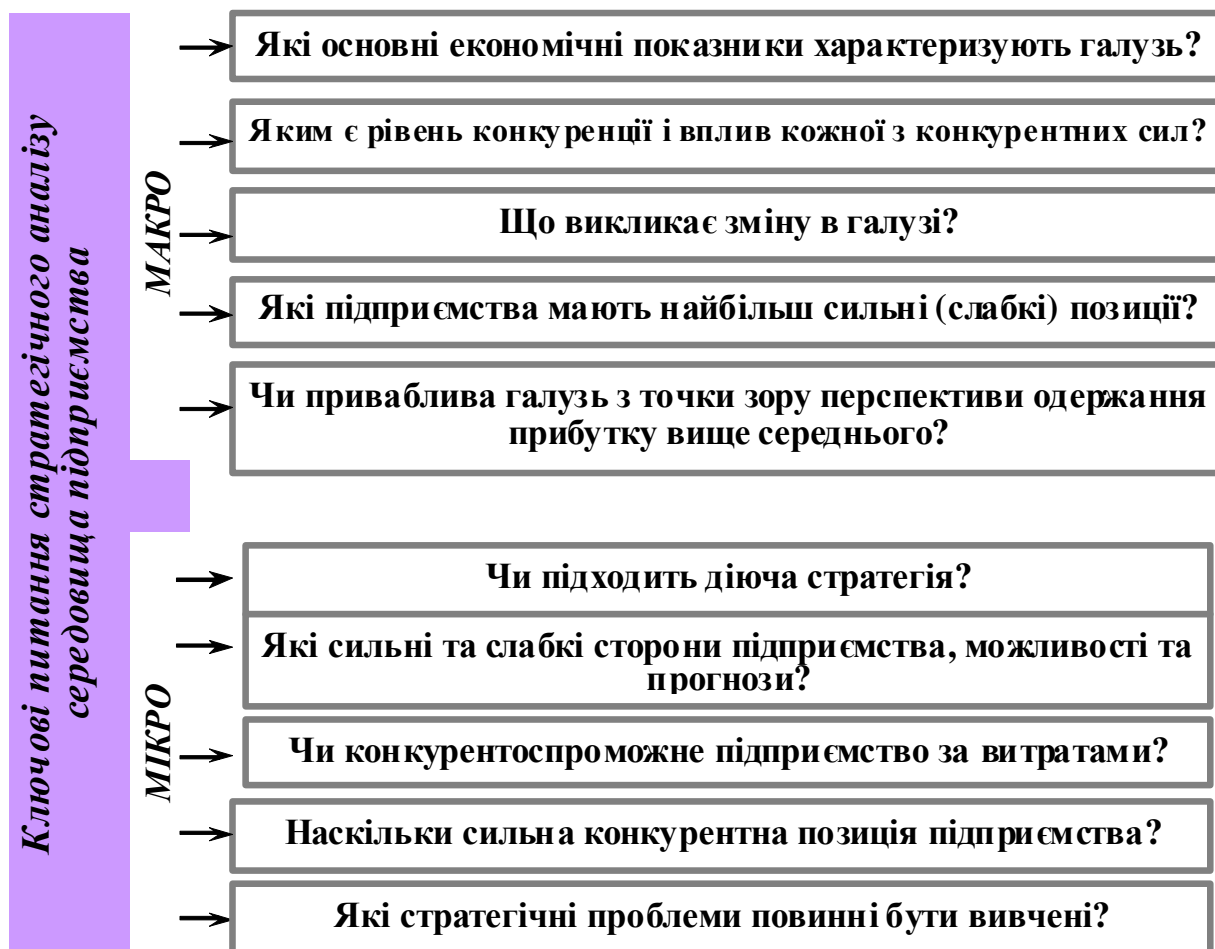 Ключові питання стратегічного аналізу
середовища підприємства
МАКРО
Які основні економічні показники характеризують галузь?
Яким є рівень конкуренції і вплив кожної з конкурентних сил?
Що викликає зміну в галузі?
Які підприємства мають найбільш сильні (слабкі) позиції?
Чи приваблива галузь з точки зору перспективи одержання
прибутку вище середнього?
МІКРО
Чи підходить діюча стратегія?
Які сильні та слабкі сторони підприємства, можливості та
прогнози?
Чи конкурентоспроможне підприємство за витратами?
Наскільки сильна конкурентна позиція підприємства?
Які стратегічні проблеми повинні бути вивчені?